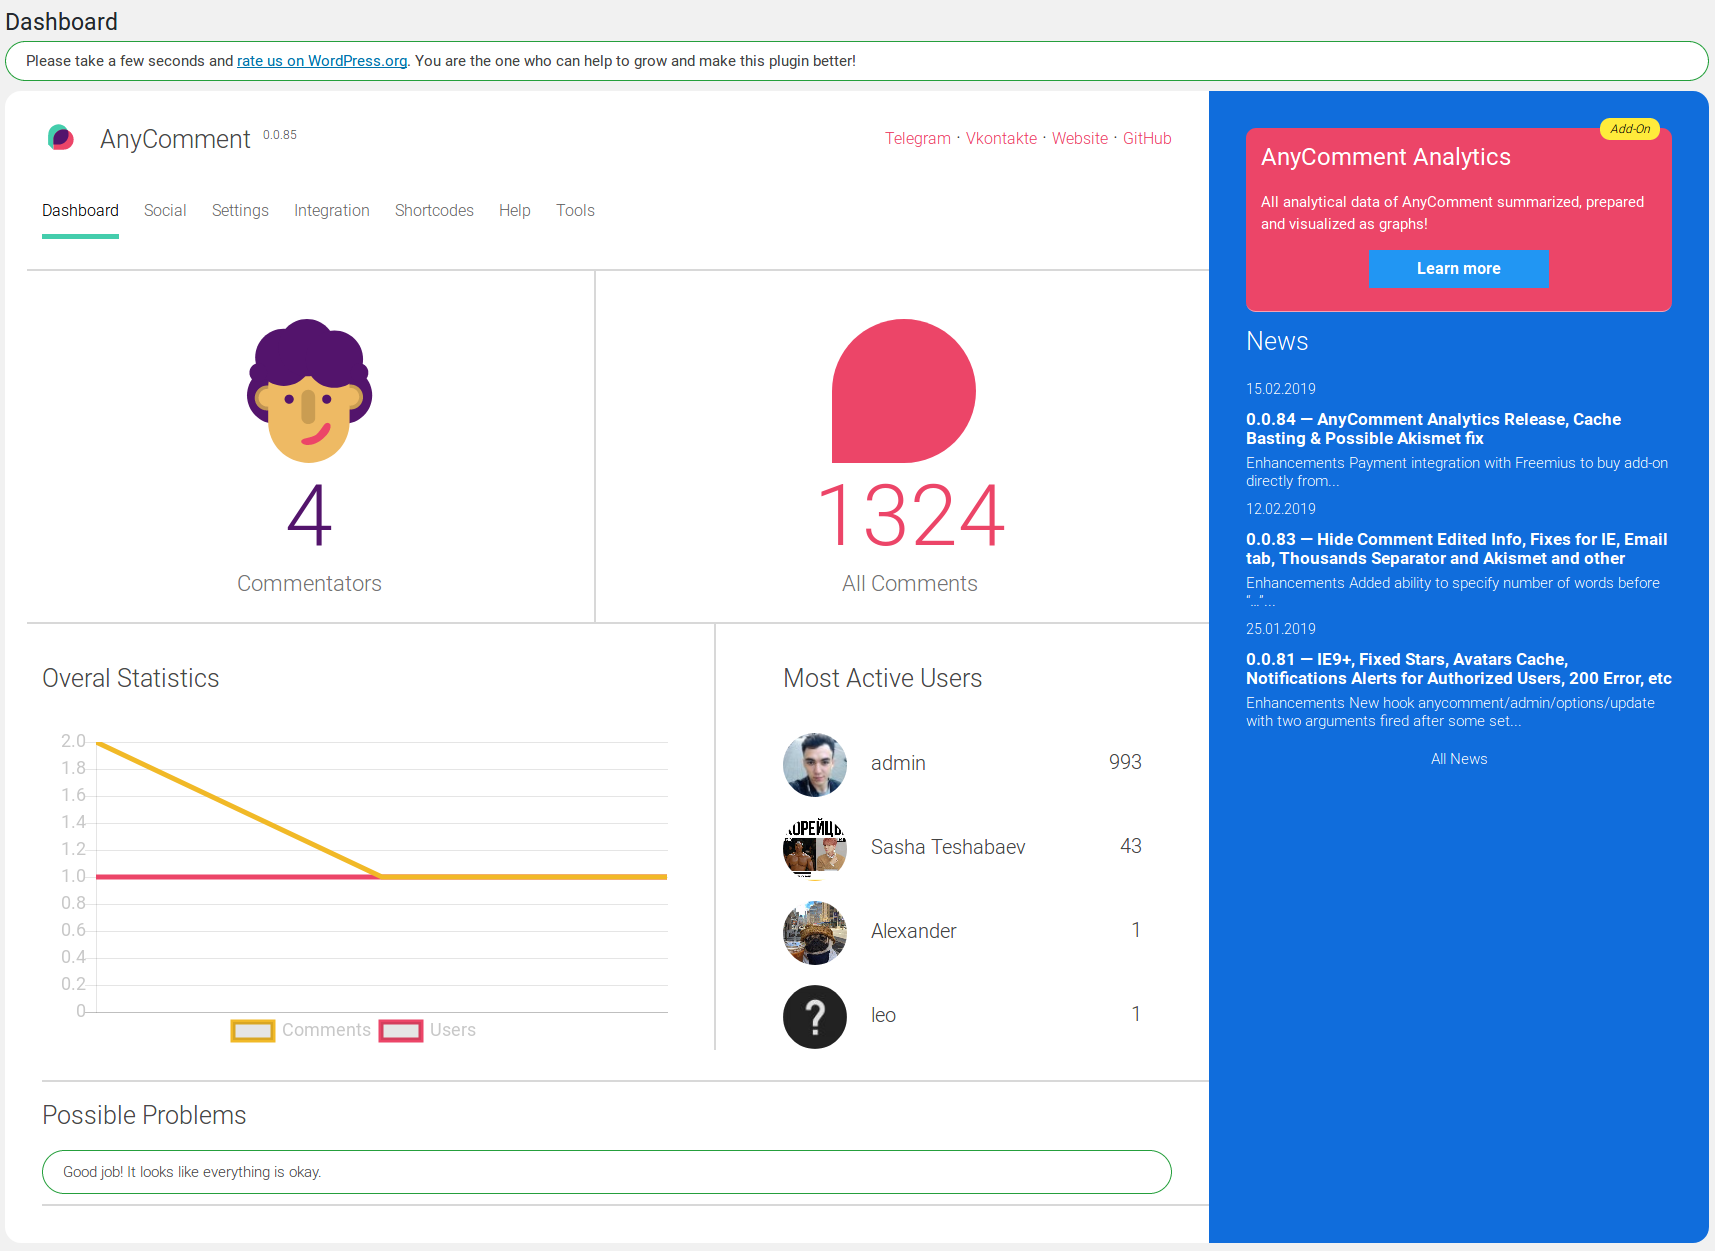 Dashboard
Please take a few seconds and rate us on WordPress.org. You are the one who can help to grow and make this plugin better!
AnyComment 0.0.85
Telegram · Vkontakte · Website · GitHub
Dashboard Social Settings Integration Shortcodes Help Tools
4
Commentators
1324
All Comments
Overal Statistics
2.0
1.8
1.6
1.4
1.2
1.0
0.8
0.6
0.4
0.2
0
Comments Users
Most Active Users
admin 993
Sasha Teshabaev 43
Alexander 1
?
leo 1
Possible Problems
Good job! It looks like everything is okay.
Add-On
AnyComment Analytics
All analytical data of AnyComment summarized, prepared
and visualized as graphs!
Learn more
News
15.02.2019
0.0.84 — AnyComment Analytics Release, Cache
Basting & Possible Akismet fix
Enhancements Payment integration with Freemius to buy add-on
directly from...
12.02.2019
0.0.83 — Hide Comment Edited Info, Fixes for IE, Email
tab, Thousands Separator and Akismet and other
Enhancements Added ability to specify number of words before
“...”...
25.01.2019
0.0.81 — IE9+, Fixed Stars, Avatars Cache,
Notifications Alerts for Authorized Users, 200 Error, etc
Enhancements New hook anycomment/admin/options/update
with two arguments fired after some set...
All News